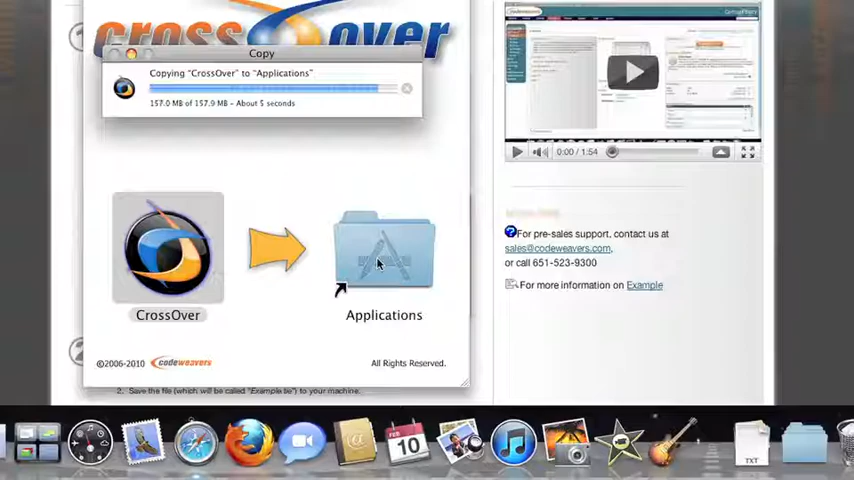 crossover
Copy
Copying “CrossOver” to “Applications”
157.0 MB of 157.9 MB - About 5 seconds
CrossOver
Applications
©2006-2010 codeweavers
All Rights Reserved.
2. Save the file (which will be called "Example.tie") to your machine.
0:00 / 1:54
For pre-sales support, contact us at
sales@codeweavers.com,
or call 651-523-9300
For more information on Example
FEB
10
TXT